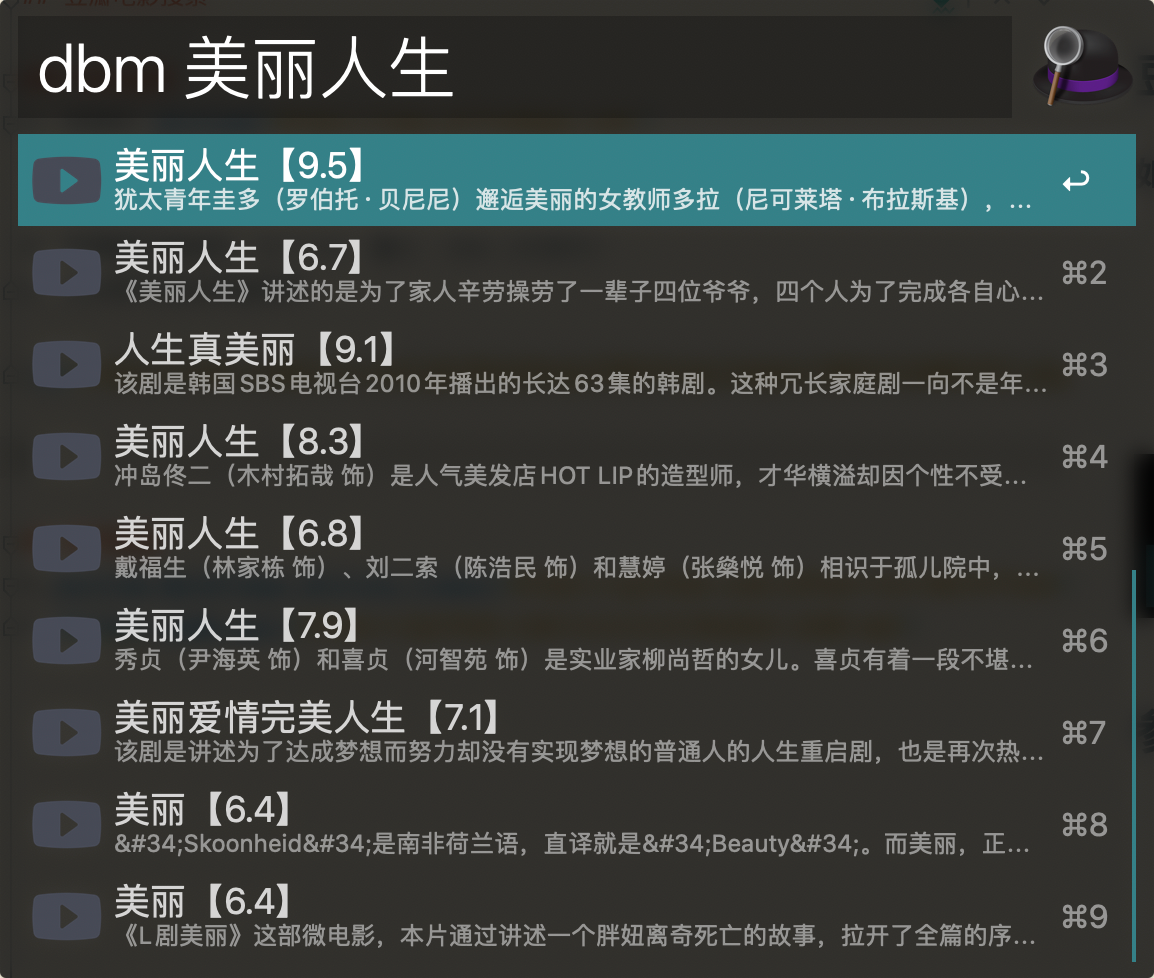 dbm 美丽人生
美丽人生【9.5】
犹太青年圭多（罗伯托·贝尼尼）邂逅美丽的女教师多拉（尼可莱塔·布拉斯基），...
美丽人生【6.7】
《美丽人生》讲述的是为了家人辛劳操劳了一辈子四位爷爷，四个人为了完成各自心...
⌘2
人生真美丽【9.1】
该剧是韩国SBS电视台2010年播出的长达63集的韩剧。这种冗长家庭剧一向不是年...
⌘3
美丽人生【8.3】
冲岛佟二（木村拓哉 饰）是人气美发店HOT LIP的造型师，才华横溢却因个性不受...
⌘4
美丽人生【6.8】
戴福生（林家栋 饰）、刘二索（陈浩民 饰）和慧婷（张燊悦 饰）相识于孤儿院中，...
⌘5
美丽人生【7.9】
秀贞（尹海英 饰）和喜贞（河智苑 饰）是实业家柳尚哲的女儿。喜贞有着一段不堪...
⌘6
美丽爱情完美人生【7.1】
该剧是讲述为了达成梦想而努力却没有实现梦想的普通人的人生重启剧，也是再次热...
⌘7
美丽【6.4】
&#34;Skoonheid&#34;是南非荷兰语，直译就是&#34;Beauty&#34;。而美丽，正...
⌘8
美丽【6.4】
《L剧美丽》这部微电影，本片通过讲述一个胖妞离奇死亡的故事，拉开了全篇的序...
⌘9